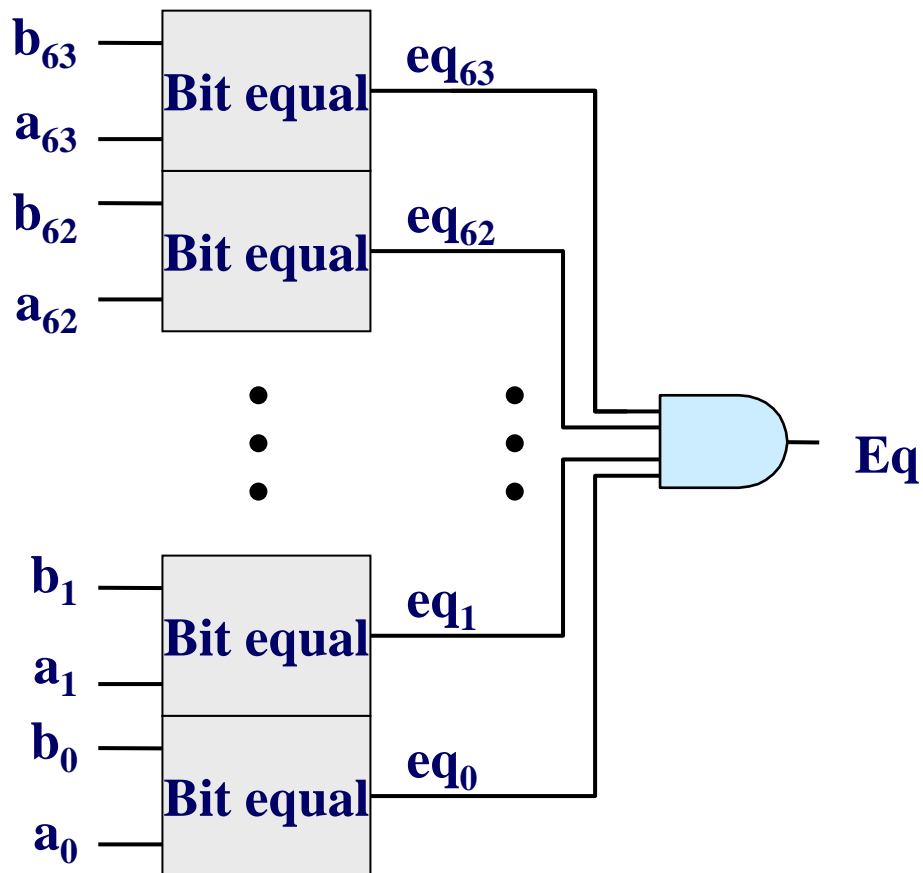 b₆₃
Bit equal
eq₆₃
a₆₃
b₆₂
Bit equal
eq₆₂
a₆₂
Eq
b₁
Bit equal
eq₁
a₁
b₀
Bit equal
eq₀
a₀